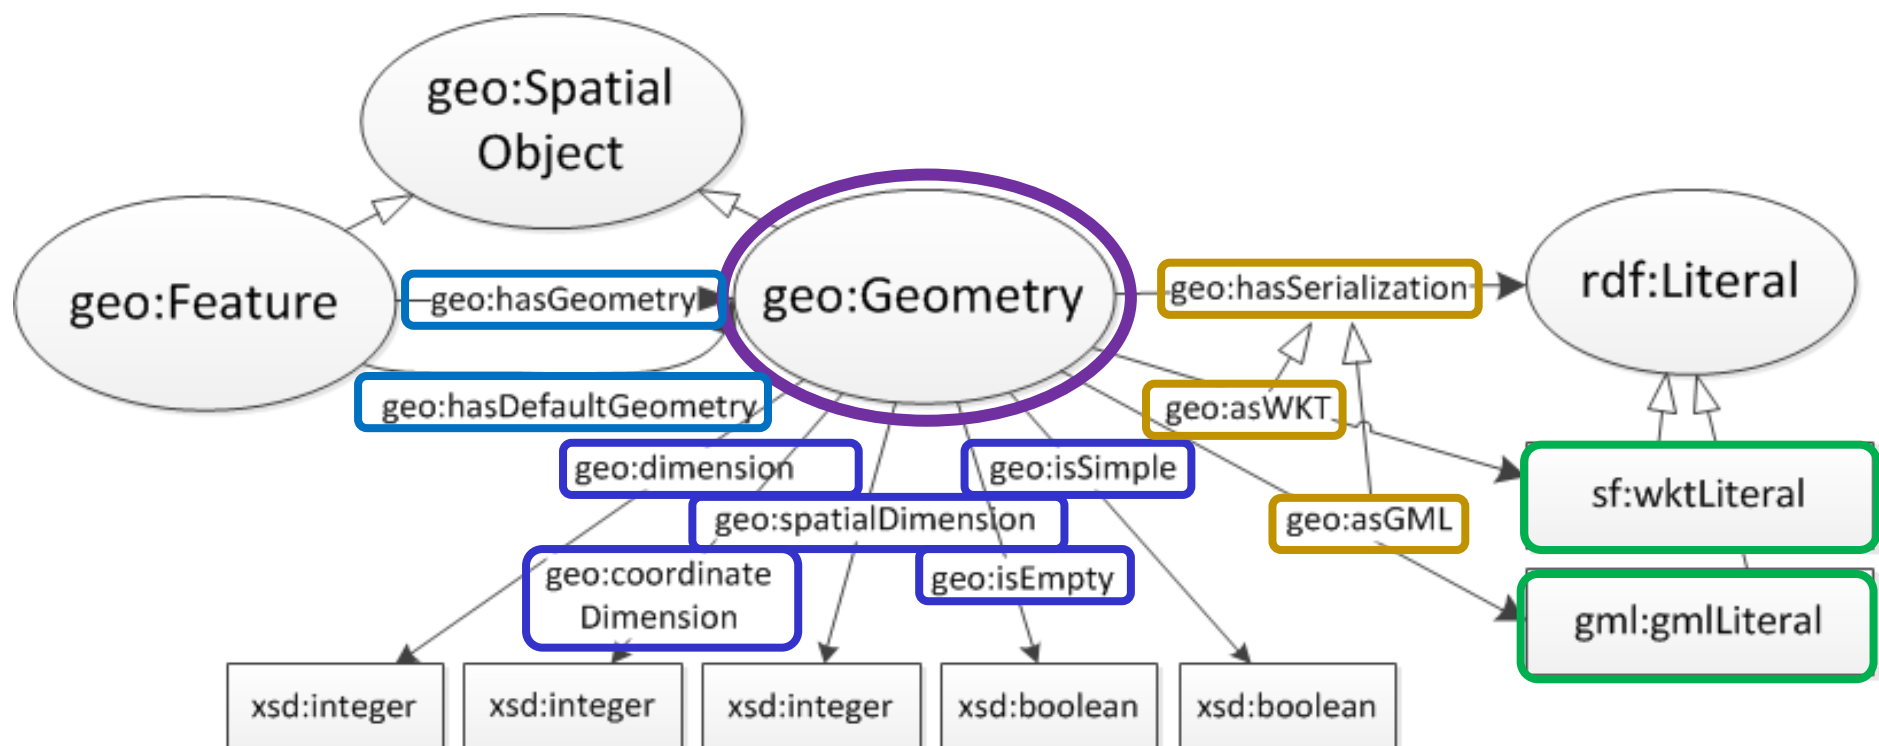 geo:Spatial
Object
geo:Feature
geo:hasGeometry
geo:Geometry
geo:hasSerialization
rdf:Literal
geo:hasDefaultGeometry
geo:asWKT
geo:dimension
geo:isSimple
sf:wktLiteral
geo:spatialDimension
geo:asGML
geo:coordinate
Dimension
geo:isEmpty
gml:gmlLiteral
xsd:integer
xsd:integer
xsd:integer
xsd:boolean
xsd:boolean